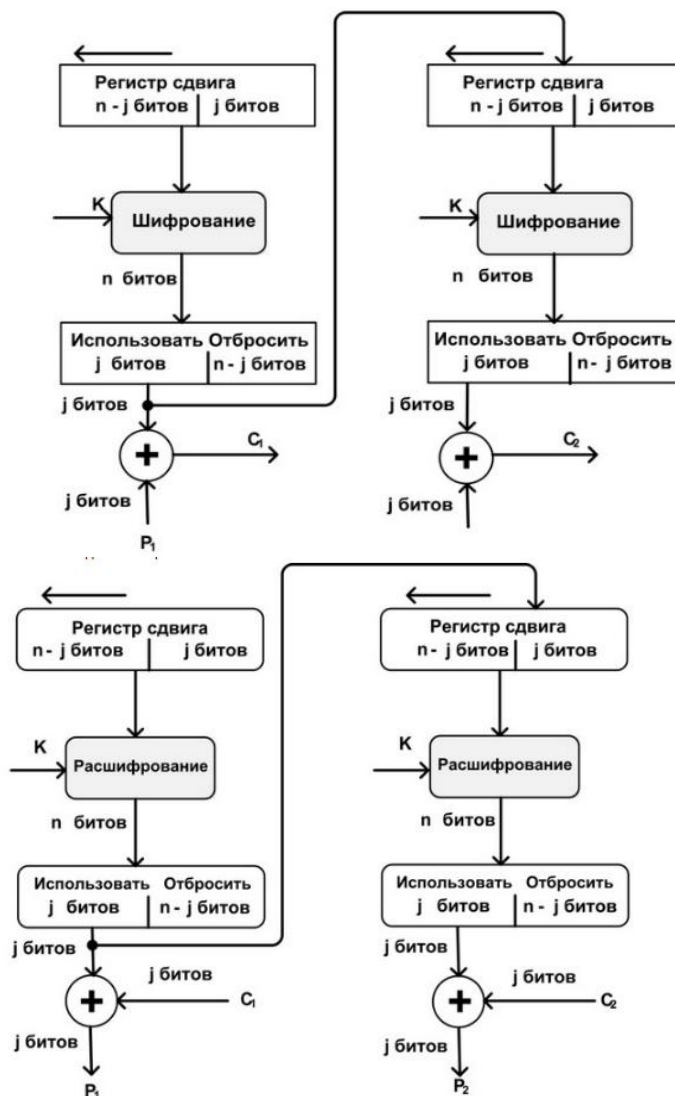 Регистр сдвига
n - j битов | j битов
K
Шифрование
n битов
Использовать Отбросить
j битов | n - j битов
j битов
C₁
j битов
P₁
Регистр сдвига
n - j битов | j битов
K
Шифрование
n битов
Использовать Отбросить
j битов | n - j битов
j битов
C₂
j битов
Регистр сдвига
n - j битов | j битов
K
Расшифрование
n битов
Использовать Отбросить
j битов | n - j битов
j битов
j битов
C₁
j битов
P₁
Регистр сдвига
n - j битов | j битов
K
Расшифрование
n битов
Использовать Отбросить
j битов | n - j битов
j битов
j битов
C₂
j битов
P₂